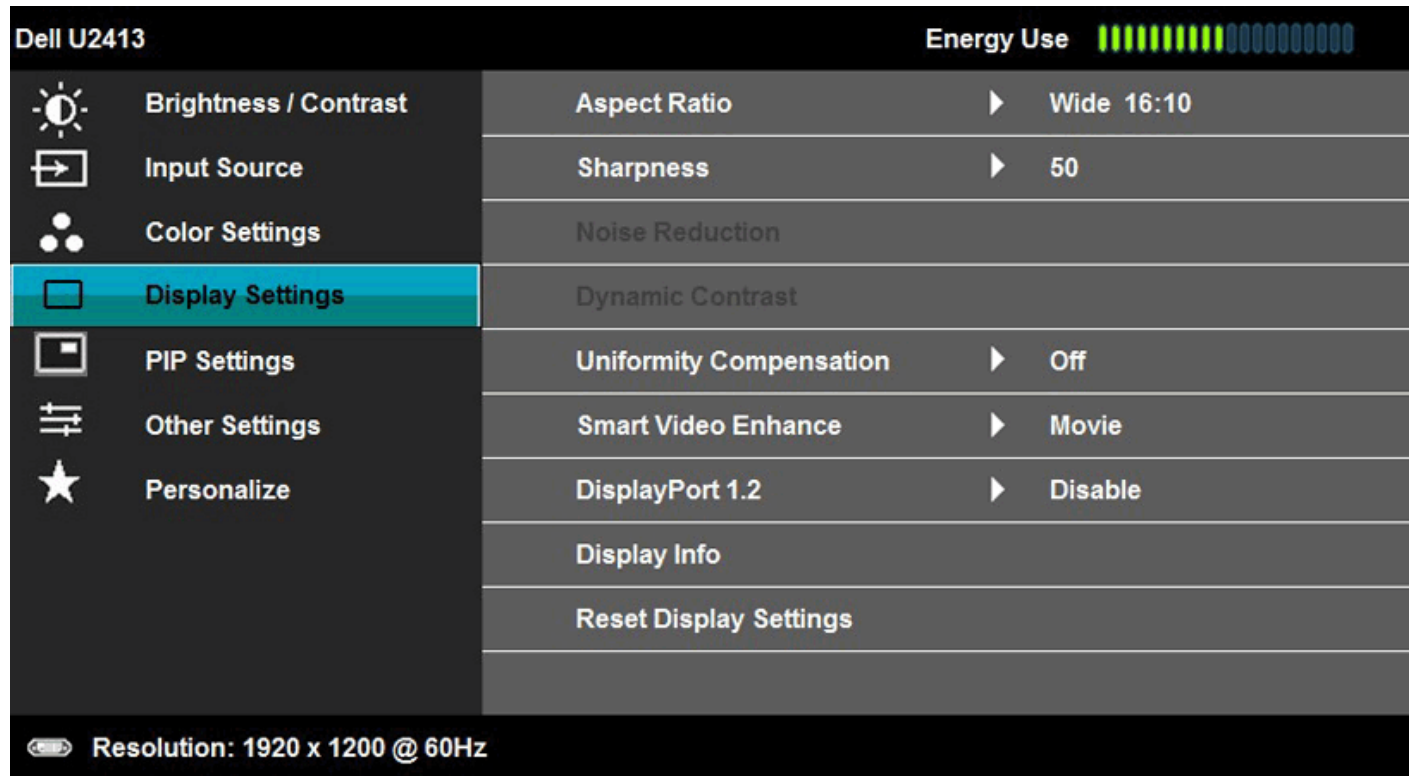 Dell U2413
Energy Use
Brightness / Contrast
Input Source
Color Settings
Display Settings
PIP Settings
Other Settings
Personalize
Aspect Ratio Wide 16:10
Sharpness 50
Noise Reduction
Dynamic Contrast
Uniformity Compensation Off
Smart Video Enhance Movie
DisplayPort 1.2 Disable
Display Info
Reset Display Settings
Resolution: 1920 x 1200 @ 60Hz